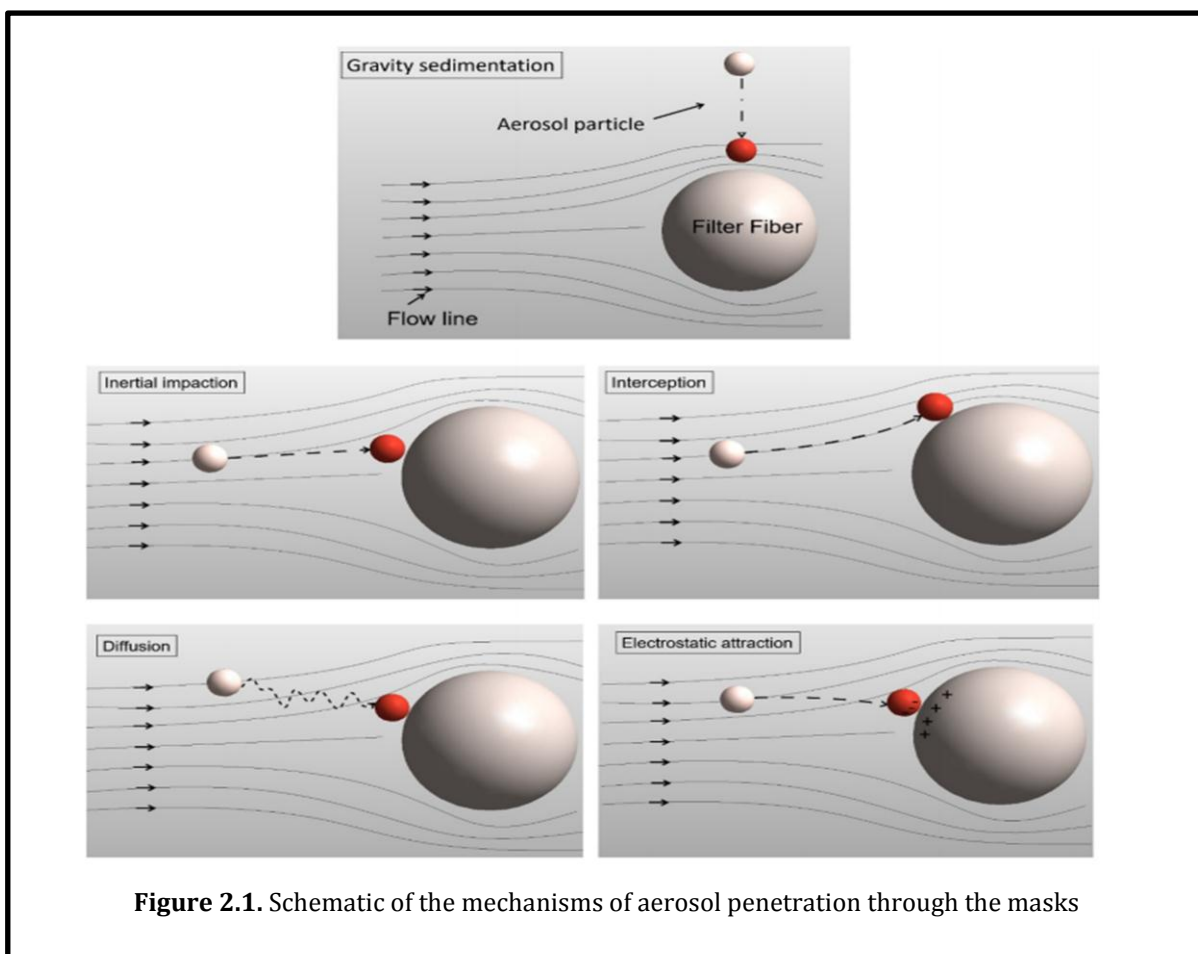 Gravity sedimentation
Aerosol particle
Filter Fiber
Flow line
Inertial impaction
Interception
Diffusion
Electrostatic attraction
- + + + +
Figure 2.1. Schematic of the mechanisms of aerosol penetration through the masks